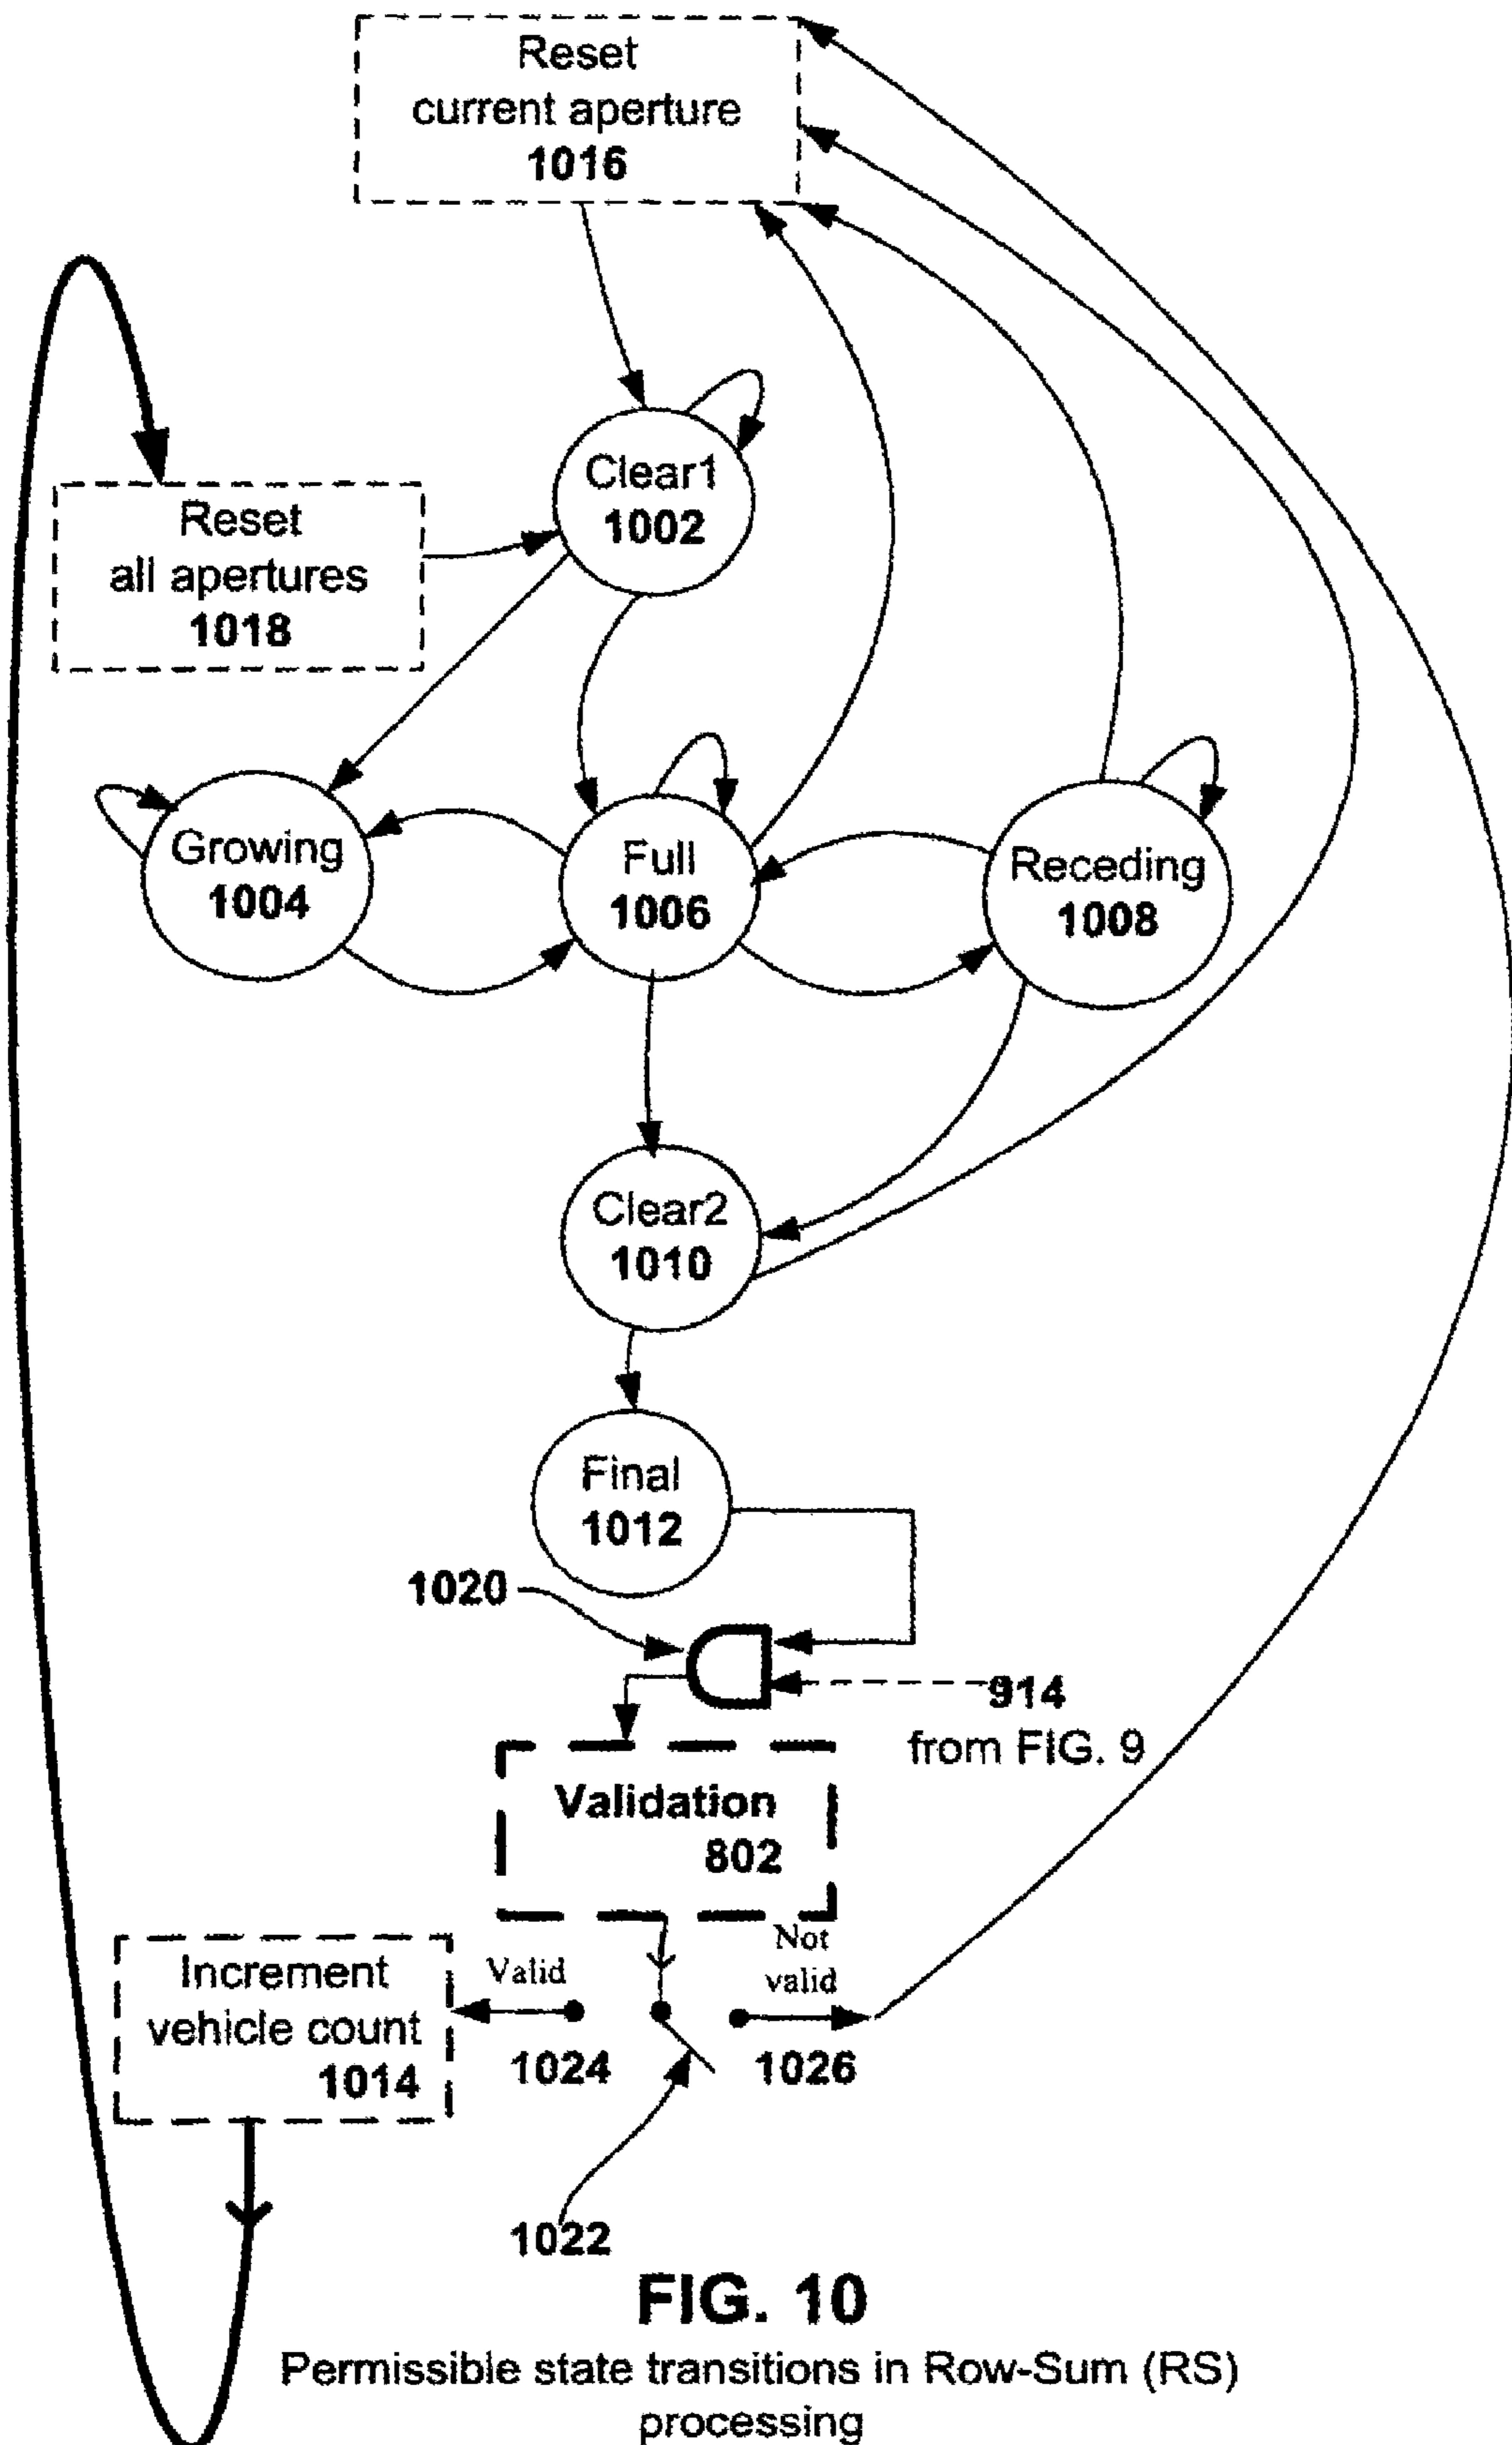 Reset
current aperture
1016
Clear1
1002
Reset
all apertures
1018
Growing
1004
Full
1006
Receding
1008
Clear2
1010
Final
1012
1020
914
from FIG. 9
Validation
802
Increment
vehicle count
1014
Valid
1024
Not
valid
1026
1022
FIG. 10
Permissible state transitions in Row-Sum (RS)
processing